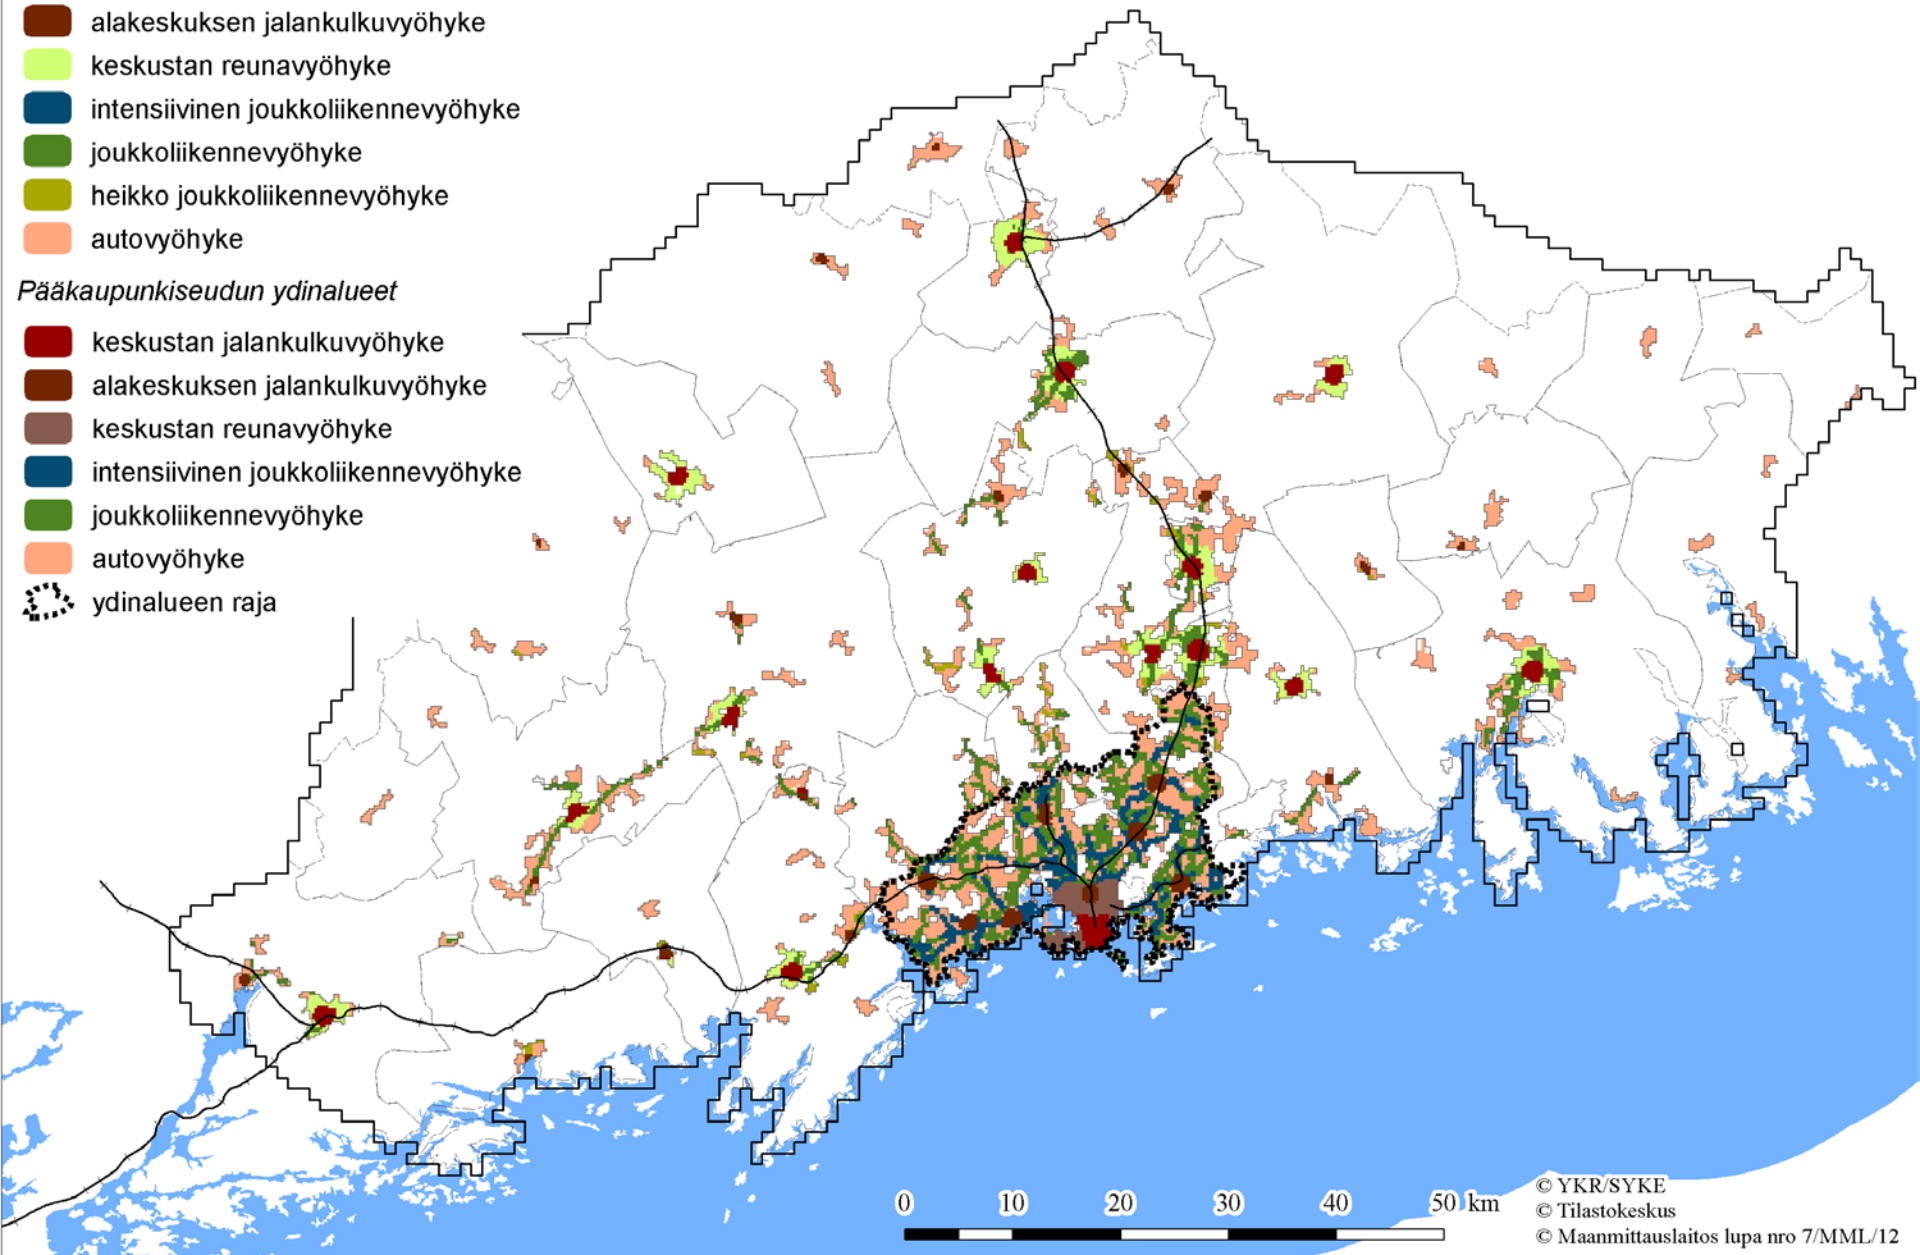 alakeskuksen jalankulkuvyöhyke
keskustan reunavyöhyke
intensiivinen joukkoliikennevyöhyke
joukkoliikennevyöhyke
heikko joukkoliikennevyöhyke
autovyöhyke
Pääkaupunkiseudun ydinalueet
keskustan jalankulkuvyöhyke
alakeskuksen jalankulkuvyöhyke
keskustan reunavyöhyke
intensiivinen joukkoliikennevyöhyke
joukkoliikennevyöhyke
autovyöhyke
ydinalueen raja
0 10 20 30 40 50 km
© YKR/SYKE
© Tilastokeskus
© Maanmittauslaitos lupa nro 7/MML/12